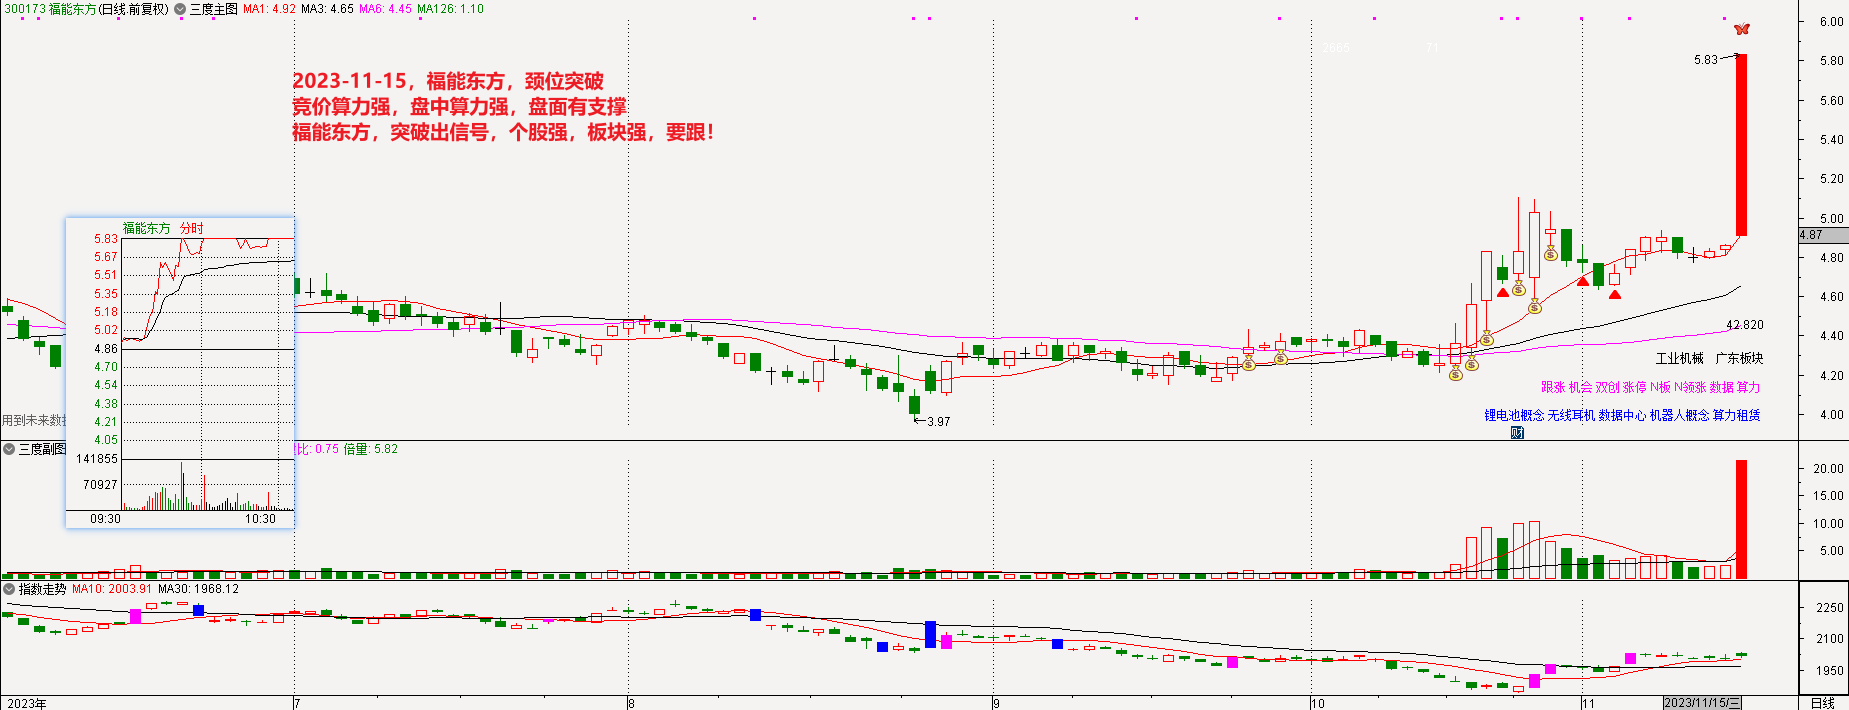 300173 福能东方(日线.前复权) 三度主图 MA1: 4.92 MA3: 4.65 MA6: 4.45 MA126: 1.10
6.00
2665 71
5.83
5.80
2023-11-15，福能东方，颈位突破
竞价算力强，盘中算力强，盘面有支撑
福能东方，突破出信号，个股强，板块强，要跟！
5.60
5.40
5.20
5.00
4.87
4.80
4.60
4.40
4.20
4.00
福能东方 分时
5.83
5.67
5.51
5.35
5.18
5.02
4.86
4.70
4.54
4.38
4.21
4.05
141855
70927
09:30 10:30
42.820
工业机械 广东板块
跟涨 机会 双创 涨停 N板 N领涨 数据 算力
锂电池概念 无线耳机 数据中心 机器人概念 算力租赁
财
3.97
用到未来数据
三度副图 比: 0.75 倍量: 5.82
20.00
15.00
10.00
5.00
指数走势 MA10: 2003.91 MA30: 1968.12
2250
2100
1950
2023年 7 8 9 10 11 2023/11/15/三 日线